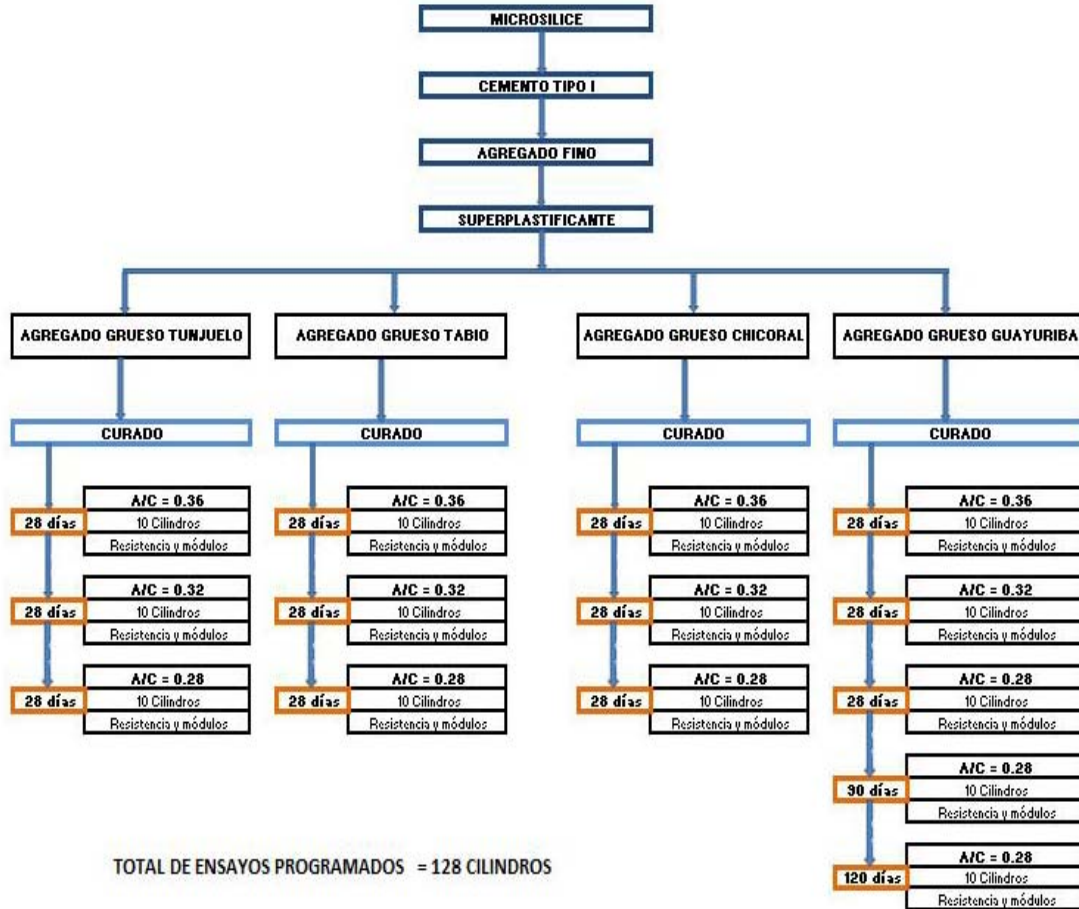 MICROSILICE
CEMENTO TIPO I
AGREGADO FINO
SUPERPLASTIFICANTE
AGREGADO GRUESO TUNJUELO
AGREGADO GRUESO TABIO
AGREGADO GRUESO CHICORAL
AGREGADO GRUESO GUAYURIBA
CURADO
CURADO
CURADO
CURADO
28 días
A/C = 0.36
10 Cilindros
Resistencia y módulos
28 días
A/C = 0.32
10 Cilindros
Resistencia y módulos
28 días
A/C = 0.28
10 Cilindros
Resistencia y módulos
28 días
A/C = 0.36
10 Cilindros
Resistencia y módulos
28 días
A/C = 0.32
10 Cilindros
Resistencia y módulos
28 días
A/C = 0.28
10 Cilindros
Resistencia y módulos
28 días
A/C = 0.36
10 Cilindros
Resistencia y módulos
28 días
A/C = 0.32
10 Cilindros
Resistencia y módulos
28 días
A/C = 0.28
10 Cilindros
Resistencia y módulos
28 días
A/C = 0.36
10 Cilindros
Resistencia y módulos
28 días
A/C = 0.32
10 Cilindros
Resistencia y módulos
28 días
A/C = 0.28
10 Cilindros
Resistencia y módulos
90 días
A/C = 0.28
10 Cilindros
Resistencia y módulos
120 días
A/C = 0.28
10 Cilindros
Resistencia y módulos
TOTAL DE ENSAYOS PROGRAMADOS = 128 CILINDROS